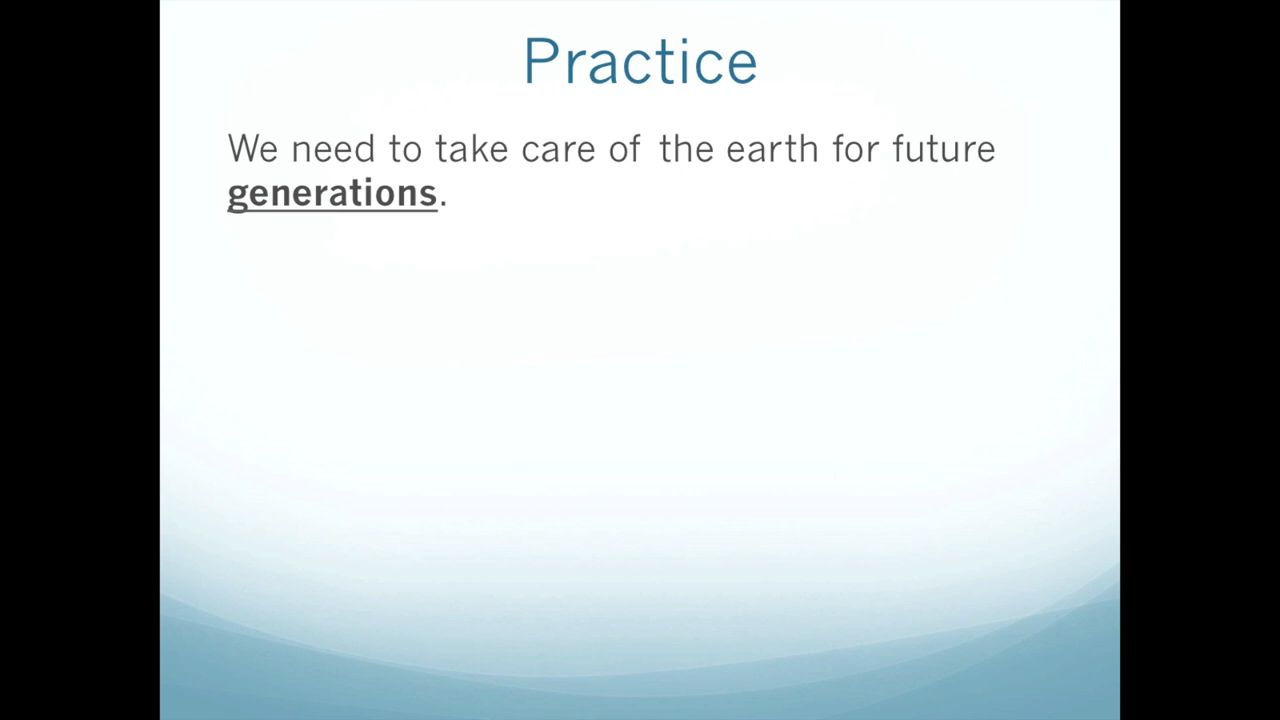 Practice
We need to take care of the earth for future
generations.